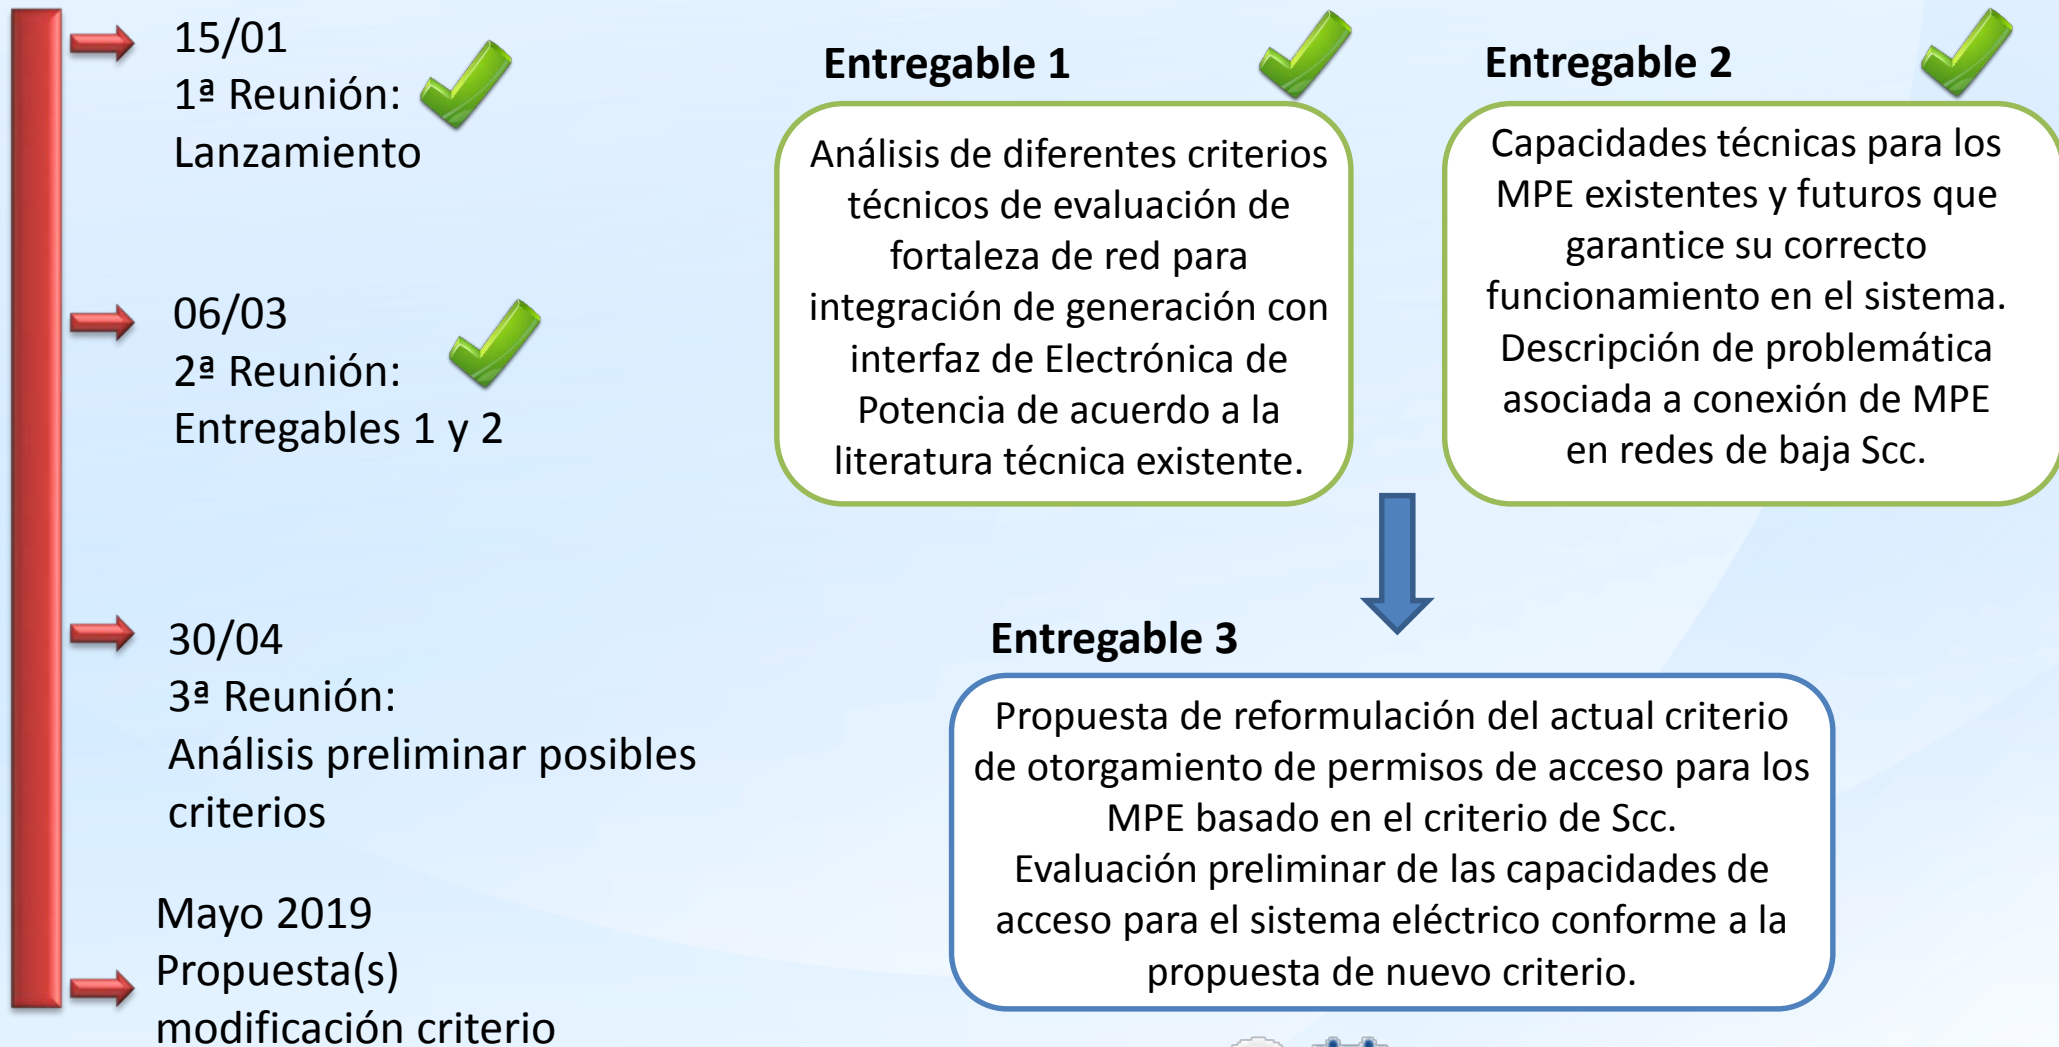 15/01
1ª Reunión:
Lanzamiento
06/03
2ª Reunión:
Entregables 1 y 2
30/04
3ª Reunión:
Análisis preliminar posibles
criterios
Mayo 2019
Propuesta(s)
modificación criterio
Entregable 1
Análisis de diferentes criterios
técnicos de evaluación de
fortaleza de red para
integración de generación con
interfaz de Electrónica de
Potencia de acuerdo a la
literatura técnica existente.
Entregable 2
Capacidades técnicas para los
MPE existentes y futuros que
garantice su correcto
funcionamiento en el sistema.
Descripción de problemática
asociada a conexión de MPE
en redes de baja Scc.
Entregable 3
Propuesta de reformulación del actual criterio
de otorgamiento de permisos de acceso para los
MPE basado en el criterio de Scc.
Evaluación preliminar de las capacidades de
acceso para el sistema eléctrico conforme a la
propuesta de nuevo criterio.